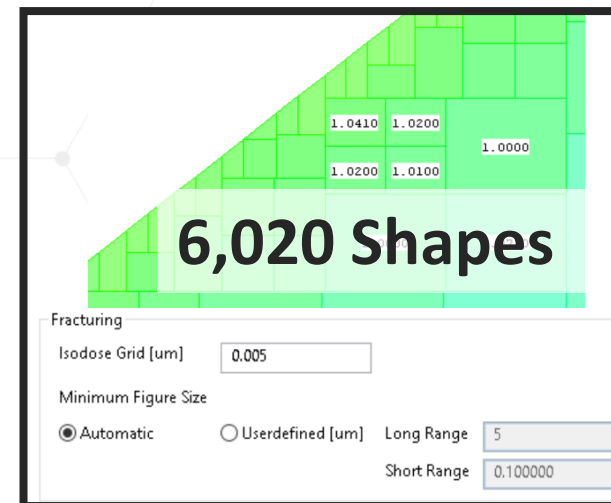 1.0410 1.0200
1.0000
1.0200 1.0100
6,020 Shapes
Fracturing
Isodose Grid [um] 0.005
Minimum Figure Size
Automatic Userdefined [um] Long Range 5
Short Range 0.100000